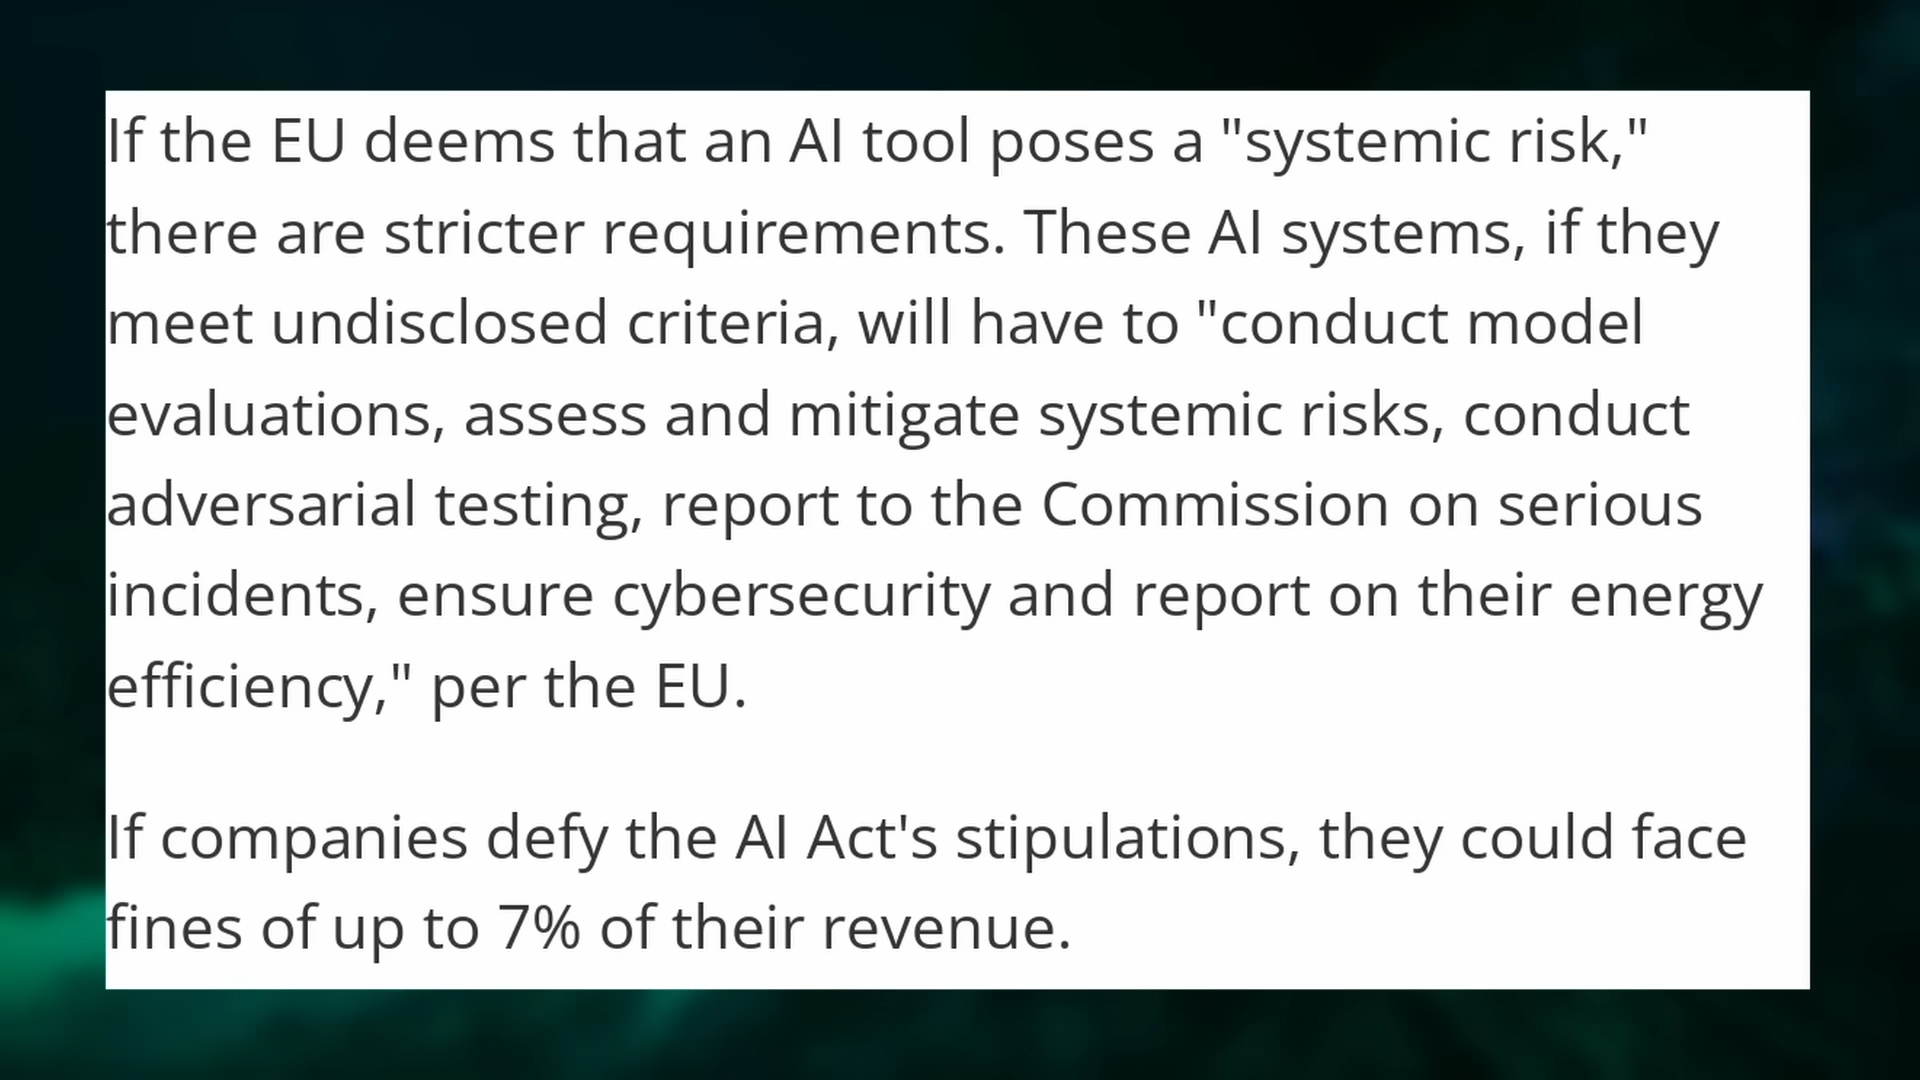 If the EU deems that an AI tool poses a "systemic risk,"
there are stricter requirements. These AI systems, if they
meet undisclosed criteria, will have to "conduct model
evaluations, assess and mitigate systemic risks, conduct
adversarial testing, report to the Commission on serious
incidents, ensure cybersecurity and report on their energy
efficiency," per the EU.
If companies defy the AI Act's stipulations, they could face
fines of up to 7% of their revenue.